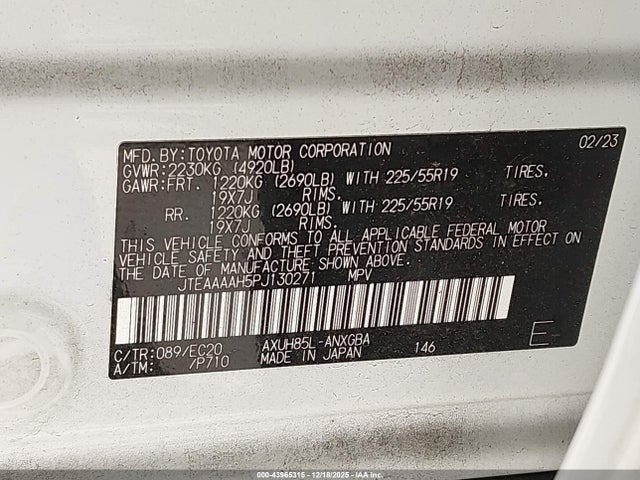 MFD.BY:TOYOTA MOTOR CORPORATION 02/23
GVWR:2230KG (4920LB)
GAWR:FRT. 1220KG (2690LB) WITH 225/55R19 TIRES.
19X7J RIMS.
RR. 1220KG (2690LB) WITH 225/55R19 TIRES.
19X7J RIMS.
THIS VEHICLE CONFORMS TO ALL APPLICABLE FEDERAL MOTOR
VEHICLE SAFETY AND THEFT PREVENTION STANDARDS IN EFFECT ON
THE DATE OF MANUFACTURE SHOWN ABOVE.
JTEAAAAH5PJ130271 MPV
C/TR:089/EC20 AXUH85L-ANXGBA 146 E
A/TM: /P710 MADE IN JAPAN
000-43965315 - 12/18/2025 - IAA Inc.